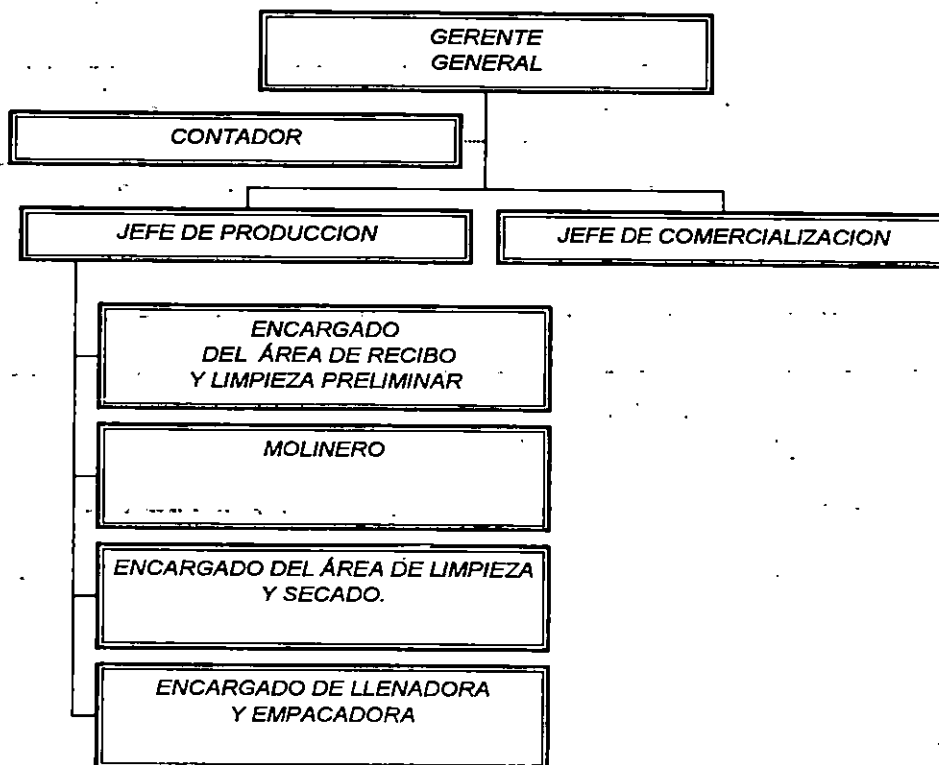 GERENTE
GENERAL
CONTADOR
JEFE DE PRODUCCION
JEFE DE COMERCIALIZACION
ENCARGADO
DEL ÁREA DE RECIBO
Y LIMPIEZA PRELIMINAR
MOLINERO
ENCARGADO DEL ÁREA DE LIMPIEZA
Y SECADO.
ENCARGADO DE LLENADORA
Y EMPACADORA